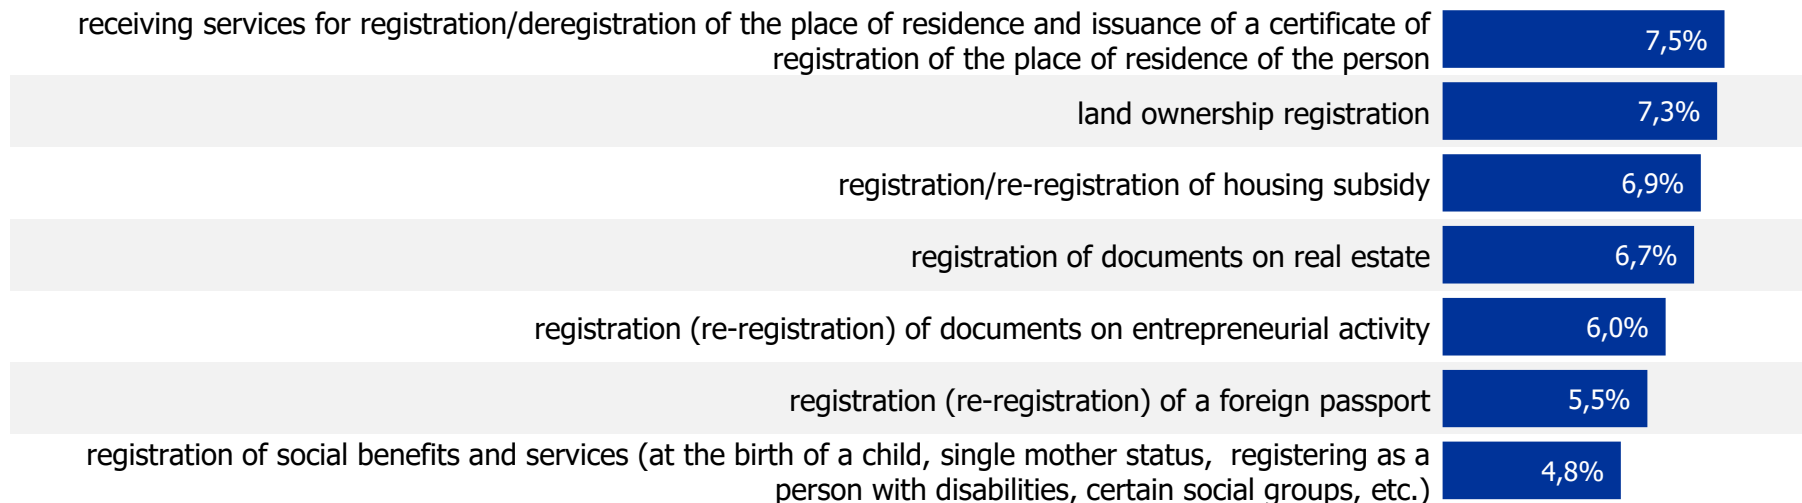 receiving services for registration/deregistration of the place of residence and issuance of a certificate of
registration of the place of residence of the person
7,5%
land ownership registration
7,3%
registration/re-registration of housing subsidy
6,9%
registration of documents on real estate
6,7%
registration (re-registration) of documents on entrepreneurial activity
6,0%
registration (re-registration) of a foreign passport
5,5%
registration of social benefits and services (at the birth of a child, single mother status,  registering as a
person with disabilities, certain social groups, etc.)
4,8%